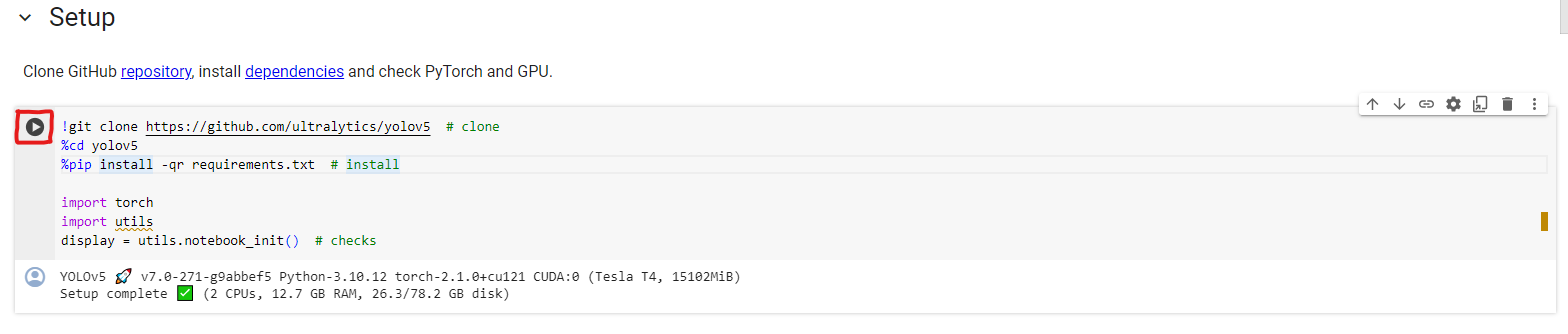 Setup
Clone GitHub repository, install dependencies and check PyTorch and GPU.
!git clone https://github.com/ultralytics/yolov5  # clone
%cd yolov5
%pip install -qr requirements.txt  # install
import torch
import utils
display = utils.notebook_init()  # checks
YOLOv5 🚀 v7.0-271-g9abbef5 Python-3.10.12 torch-2.1.0+cu121 CUDA:0 (Tesla T4, 15102MiB)
Setup complete ✅ (2 CPUs, 12.7 GB RAM, 26.3/78.2 GB disk)